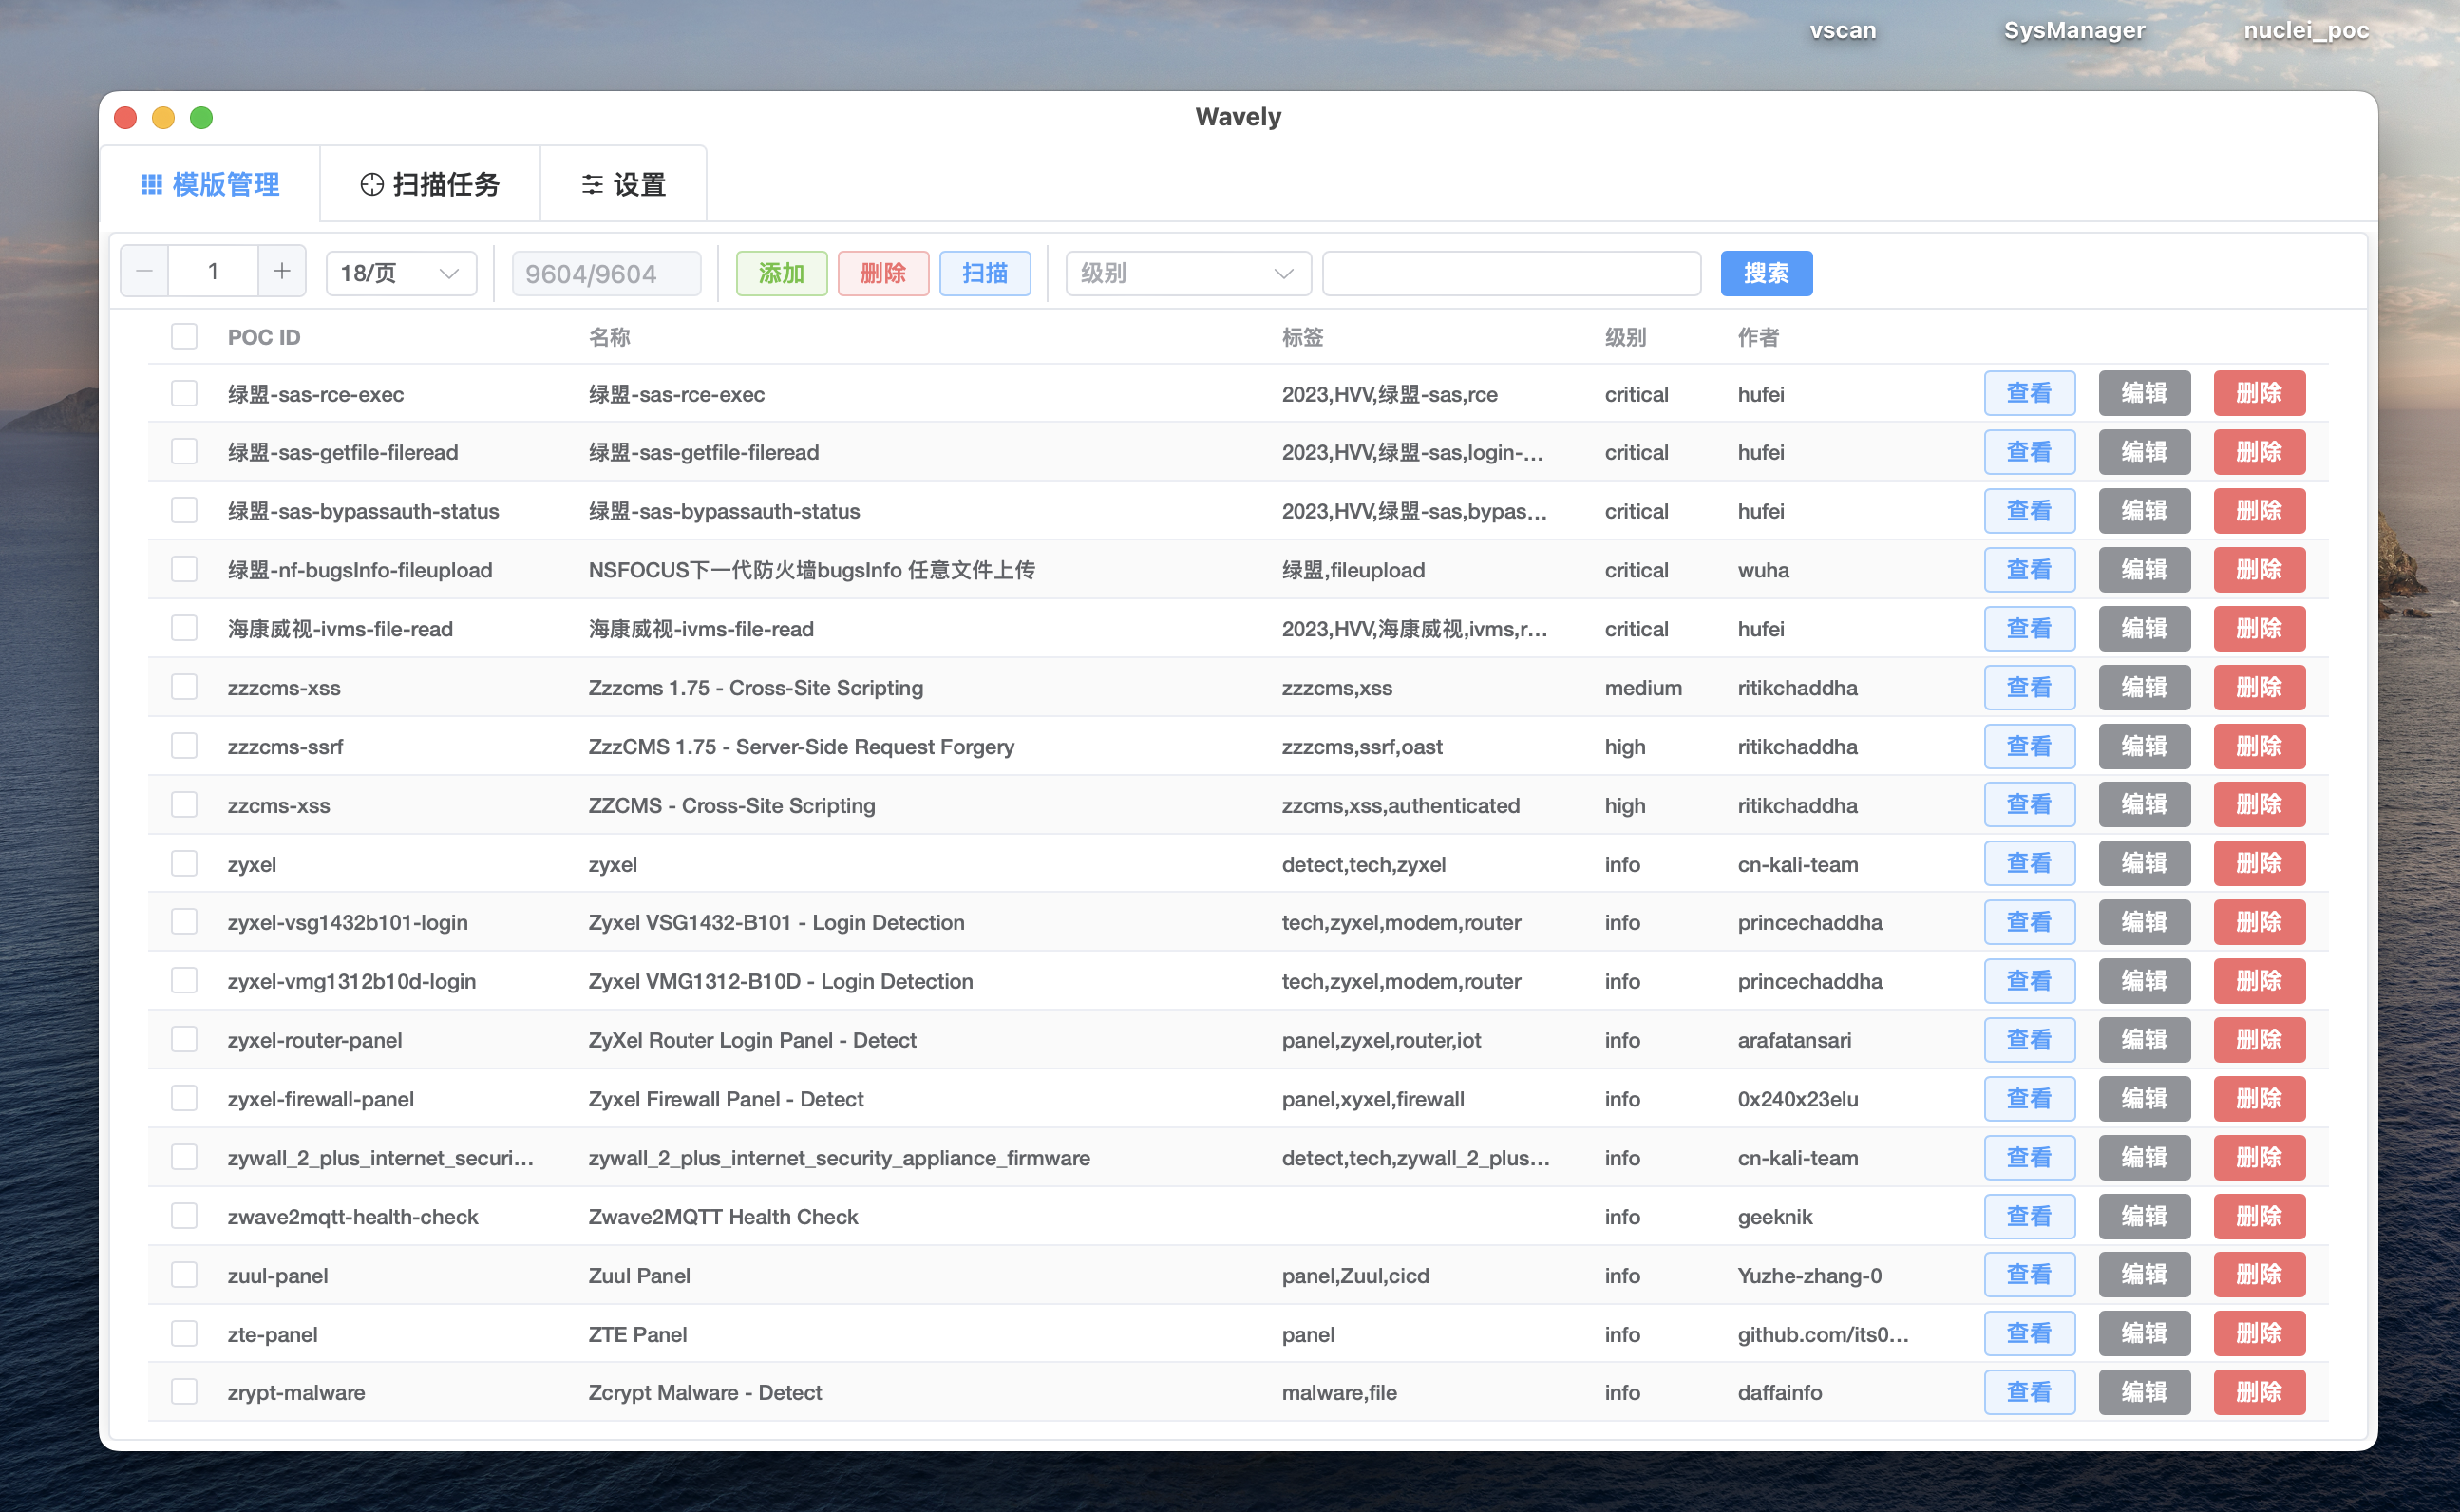 vscan SysManager nuclei_poc
Wavely
模版管理 扫描任务 设置
1 18/页 9604/9604 添加 删除 扫描 级别 搜索
POC ID 名称 标签 级别 作者
绿盟-sas-rce-exec 绿盟-sas-rce-exec 2023,HVV,绿盟-sas,rce critical hufei 查看 编辑 删除
绿盟-sas-getfile-fileread 绿盟-sas-getfile-fileread 2023,HVV,绿盟-sas,login-... critical hufei 查看 编辑 删除
绿盟-sas-bypassauth-status 绿盟-sas-bypassauth-status 2023,HVV,绿盟-sas,bypas... critical hufei 查看 编辑 删除
绿盟-nf-bugsInfo-fileupload NSFOCUS下一代防火墙bugsInfo 任意文件上传 绿盟,fileupload critical wuha 查看 编辑 删除
海康威视-ivms-file-read 海康威视-ivms-file-read 2023,HVV,海康威视,ivms,r... critical hufei 查看 编辑 删除
zzzcms-xss Zzzcms 1.75 - Cross-Site Scripting zzzcms,xss medium ritikchaddha 查看 编辑 删除
zzzcms-ssrf ZzzCMS 1.75 - Server-Side Request Forgery zzzcms,ssrf,oast high ritikchaddha 查看 编辑 删除
zzcms-xss ZZCMS - Cross-Site Scripting zzcms,xss,authenticated high ritikchaddha 查看 编辑 删除
zyxel zyxel detect,tech,zyxel info cn-kali-team 查看 编辑 删除
zyxel-vsg1432b101-login Zyxel VSG1432-B101 - Login Detection tech,zyxel,modem,router info princechaddha 查看 编辑 删除
zyxel-vmg1312b10d-login Zyxel VMG1312-B10D - Login Detection tech,zyxel,modem,router info princechaddha 查看 编辑 删除
zyxel-router-panel ZyXel Router Login Panel - Detect panel,zyxel,router,iot info arafatansari 查看 编辑 删除
zyxel-firewall-panel Zyxel Firewall Panel - Detect panel,xyxel,firewall info 0x240x23elu 查看 编辑 删除
zywall_2_plus_internet_securi... zywall_2_plus_internet_security_appliance_firmware detect,tech,zywall_2_plus... info cn-kali-team 查看 编辑 删除
zwave2mqtt-health-check Zwave2MQTT Health Check info geeknik 查看 编辑 删除
zuul-panel Zuul Panel panel,Zuul,cicd info Yuzhe-zhang-0 查看 编辑 删除
zte-panel ZTE Panel panel info github.com/its0... 查看 编辑 删除
zrypt-malware Zcrypt Malware - Detect malware,file info daffainfo 查看 编辑 删除